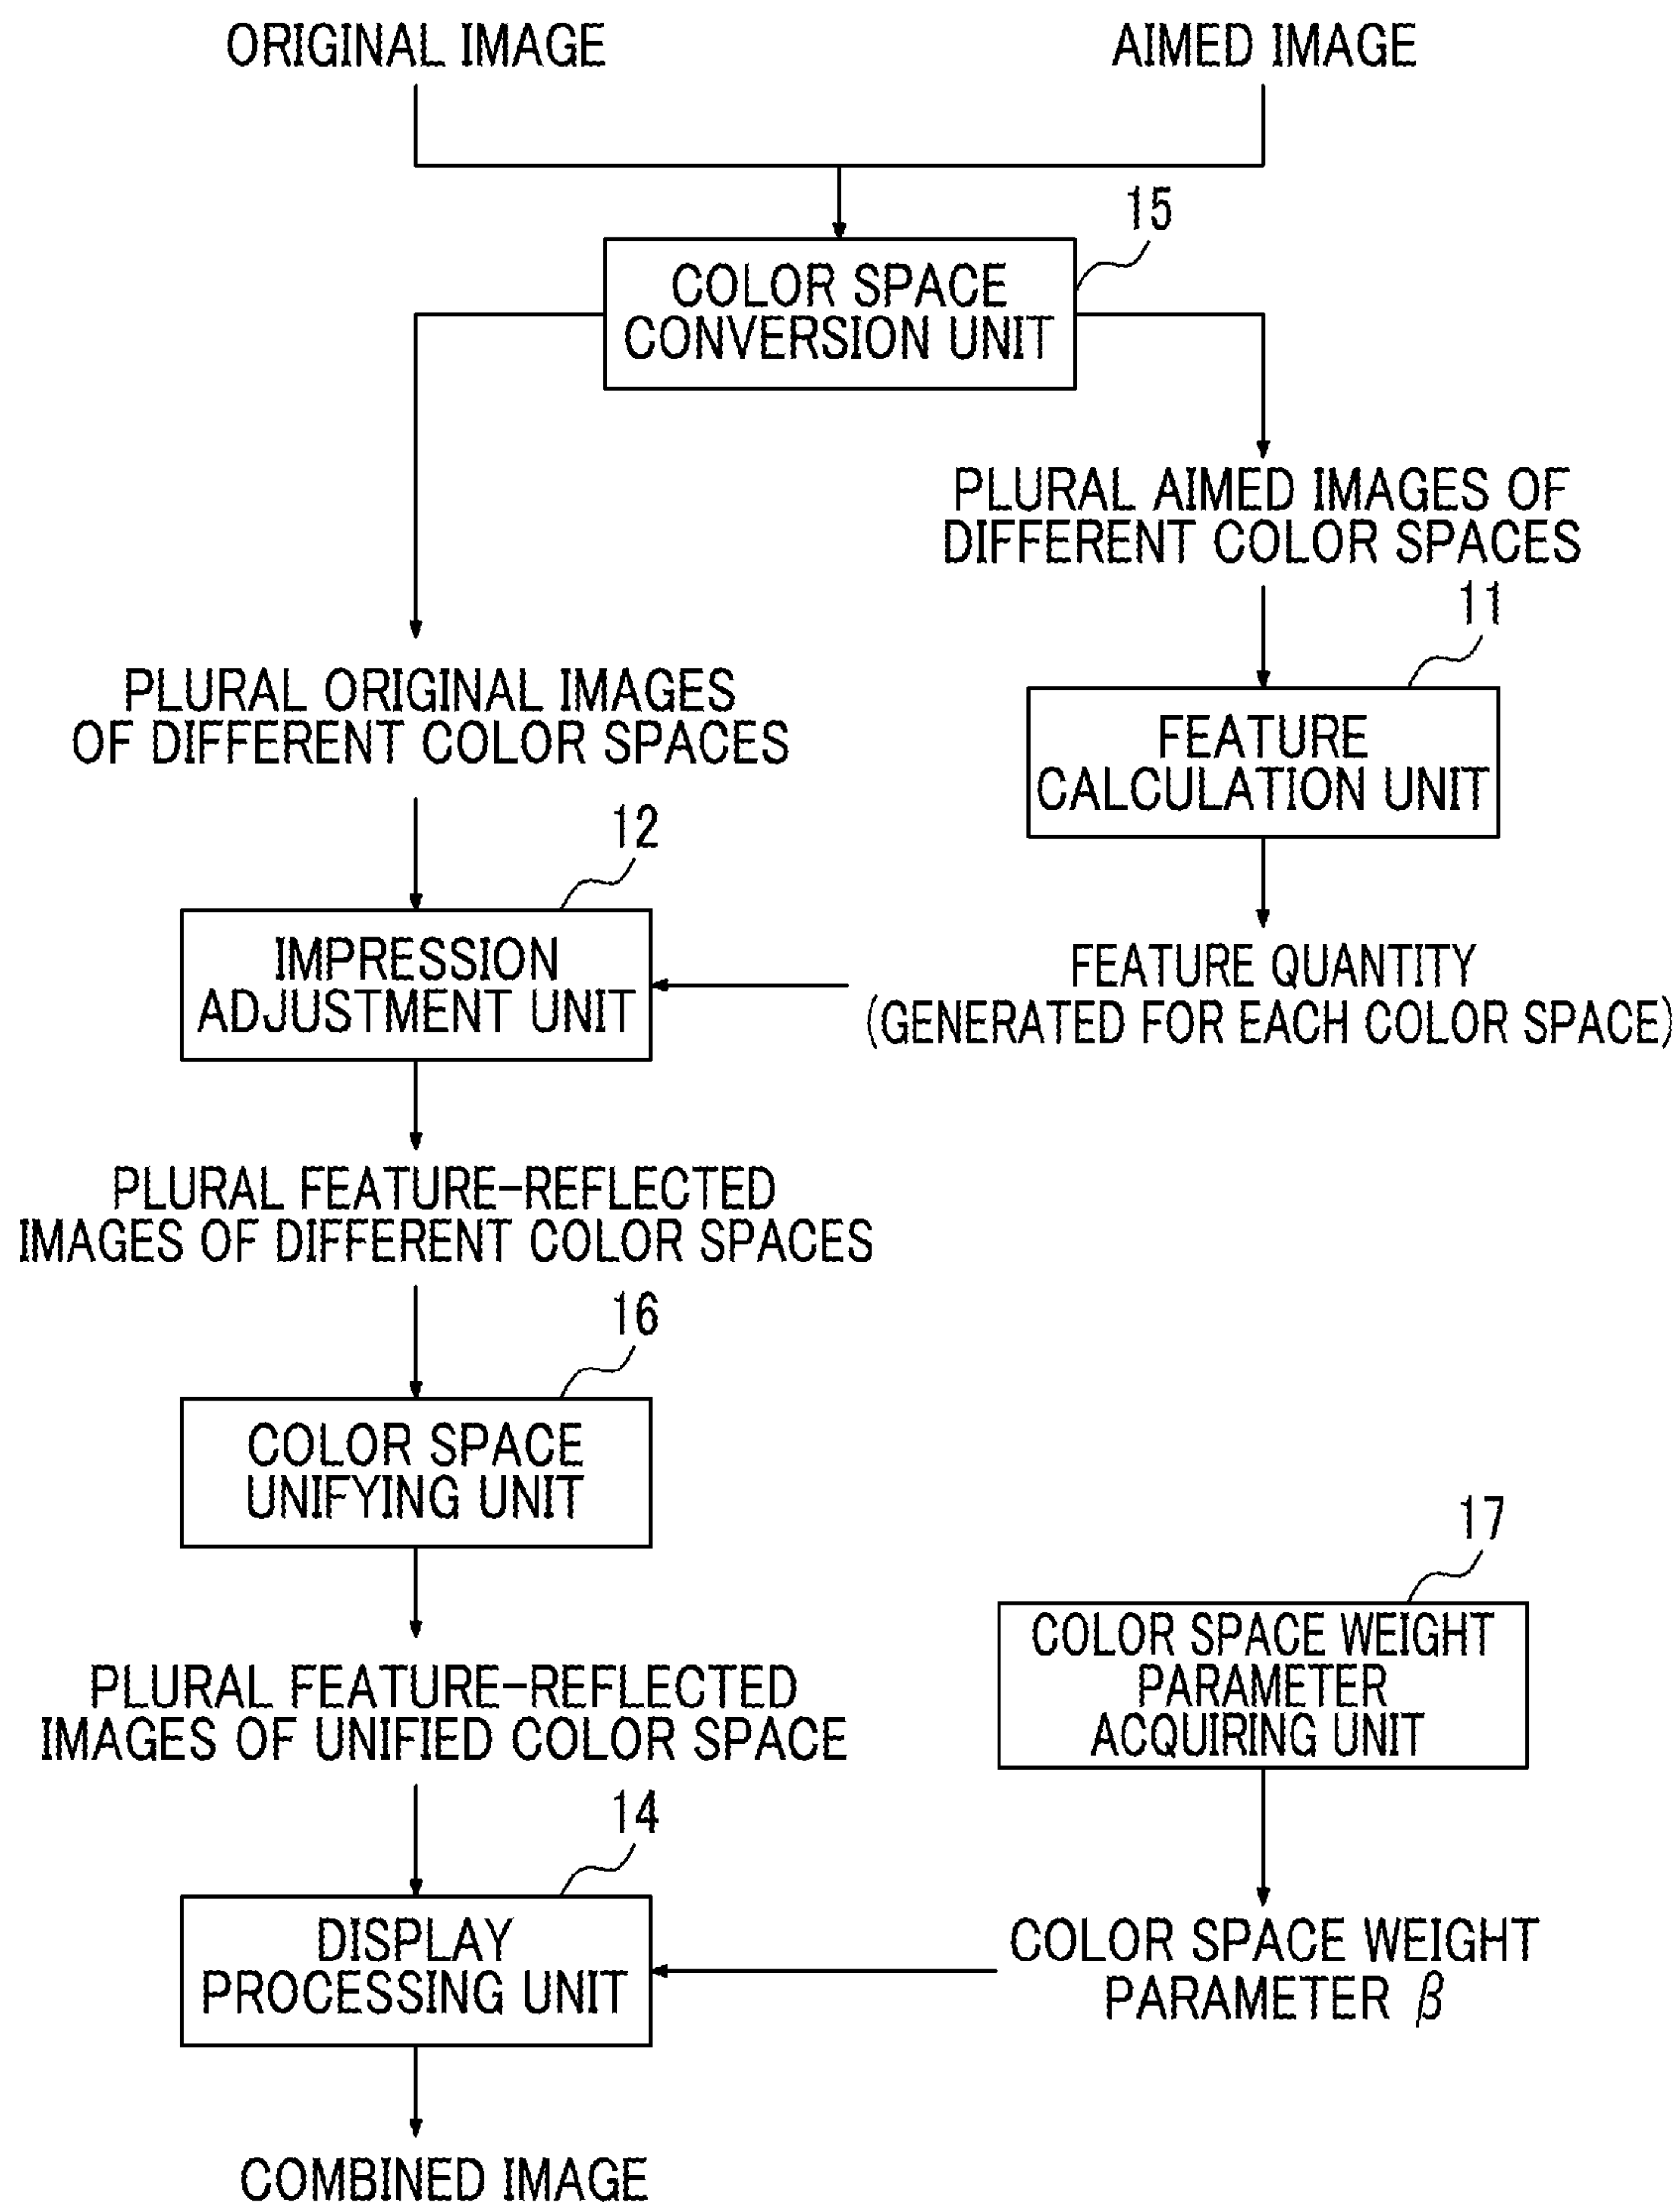 ORIGINAL IMAGE
AIMED IMAGE
15
COLOR SPACE
CONVERSION UNIT
PLURAL AIMED IMAGES OF
DIFFERENT COLOR SPACES
11
PLURAL ORIGINAL IMAGES
OF DIFFERENT COLOR SPACES
FEATURE
CALCULATION UNIT
12
IMPRESSION
ADJUSTMENT UNIT
FEATURE QUANTITY
(GENERATED FOR EACH COLOR SPACE)
PLURAL FEATURE-REFLECTED
IMAGES OF DIFFERENT COLOR SPACES
16
COLOR SPACE
UNIFYING UNIT
17
COLOR SPACE WEIGHT
PARAMETER
ACQUIRING UNIT
PLURAL FEATURE-REFLECTED
IMAGES OF UNIFIED COLOR SPACE
14
DISPLAY
PROCESSING UNIT
COLOR SPACE WEIGHT
PARAMETER β
COMBINED IMAGE